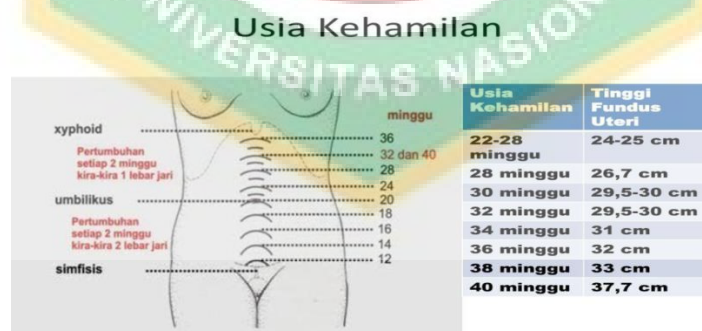 Usia Kehamilan
UNIVERSITAS NASIO
minggu
xyphoid
36
Pertumbuhan
setiap 2 minggu
kira-kira 1 lebar jari
32 dan 40
28
24
umbilikus
20
18
Pertumbuhan
setiap 2 minggu
kira-kira 2 lebar jari
16
14
12
simfisis
Usia Kehamilan Tinggi Fundus Uteri
22-28 minggu 24-25 cm
28 minggu 26,7 cm
30 minggu 29,5-30 cm
32 minggu 29,5-30 cm
34 minggu 31 cm
36 minggu 32 cm
38 minggu 33 cm
40 minggu 37,7 cm